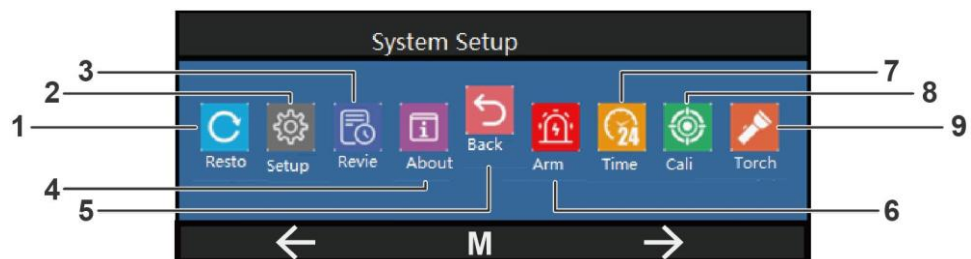 System Setup
3
7
2
8
1
9
Back
Resto Setup Revie About Arm Time Cali Torch
24
4
5
6
← M →